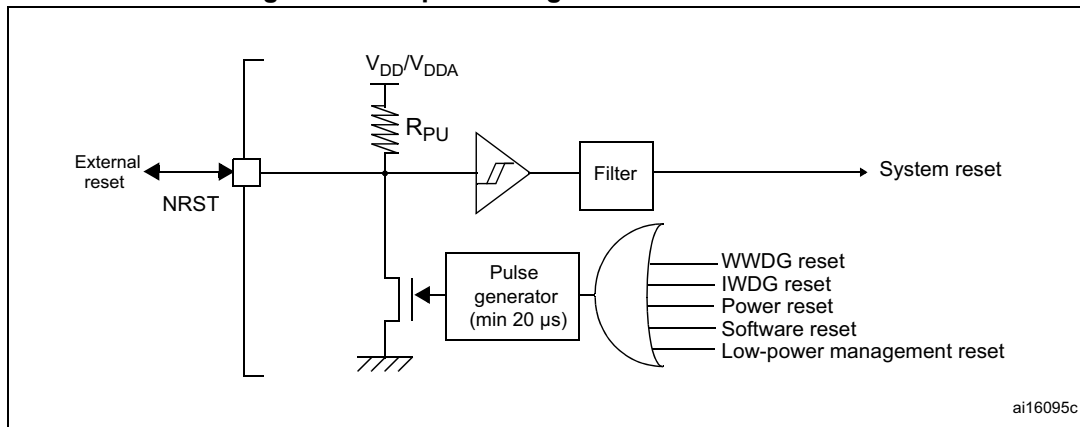 V_DD/V_DDA
R_PU
External
reset
NRST
Filter
System reset
Pulse
generator
(min 20 µs)
WWDG reset
IWDG reset
Power reset
Software reset
Low-power management reset
ai16095c